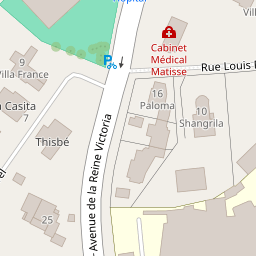 9
Villa France
Cabinet
Médical
Matisse
Rue Louis
16
Paloma
10
Shangrila
Casita
Thisbé
25
Avenue de la Reine Victoria